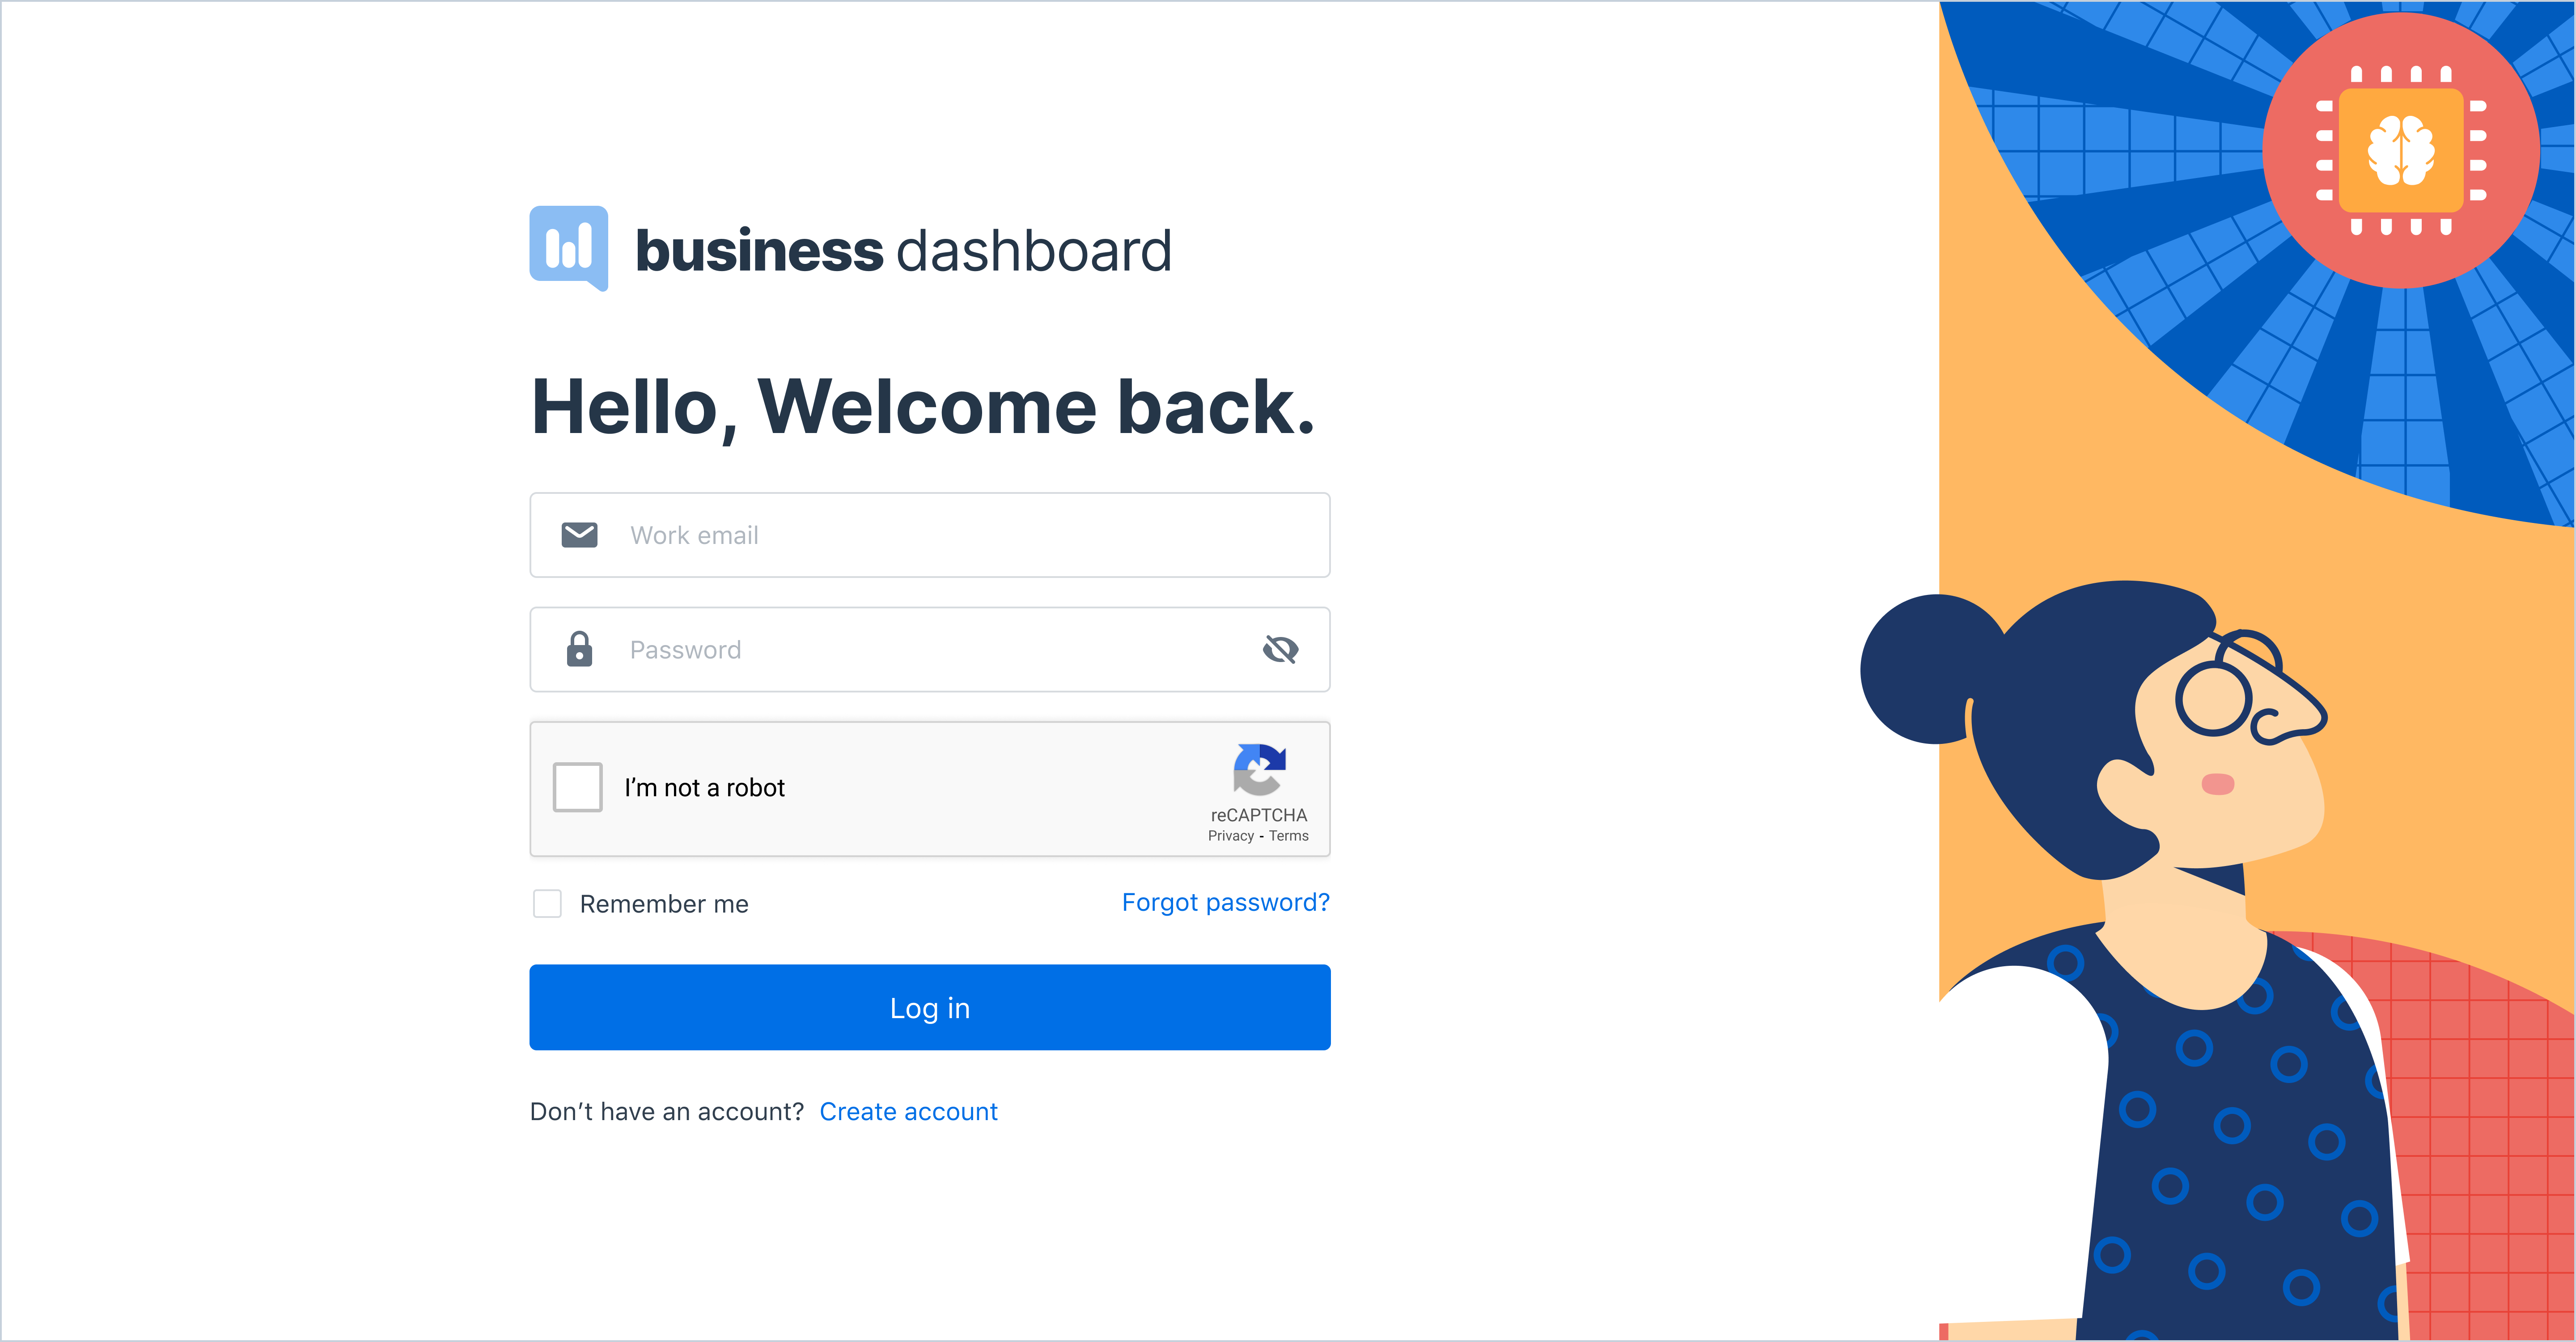 business dashboard
Hello, Welcome back.
Work email
Password
I’m not a robot
reCAPTCHA
Privacy - Terms
Remember me
Forgot password?
Log in
Don’t have an account? Create account